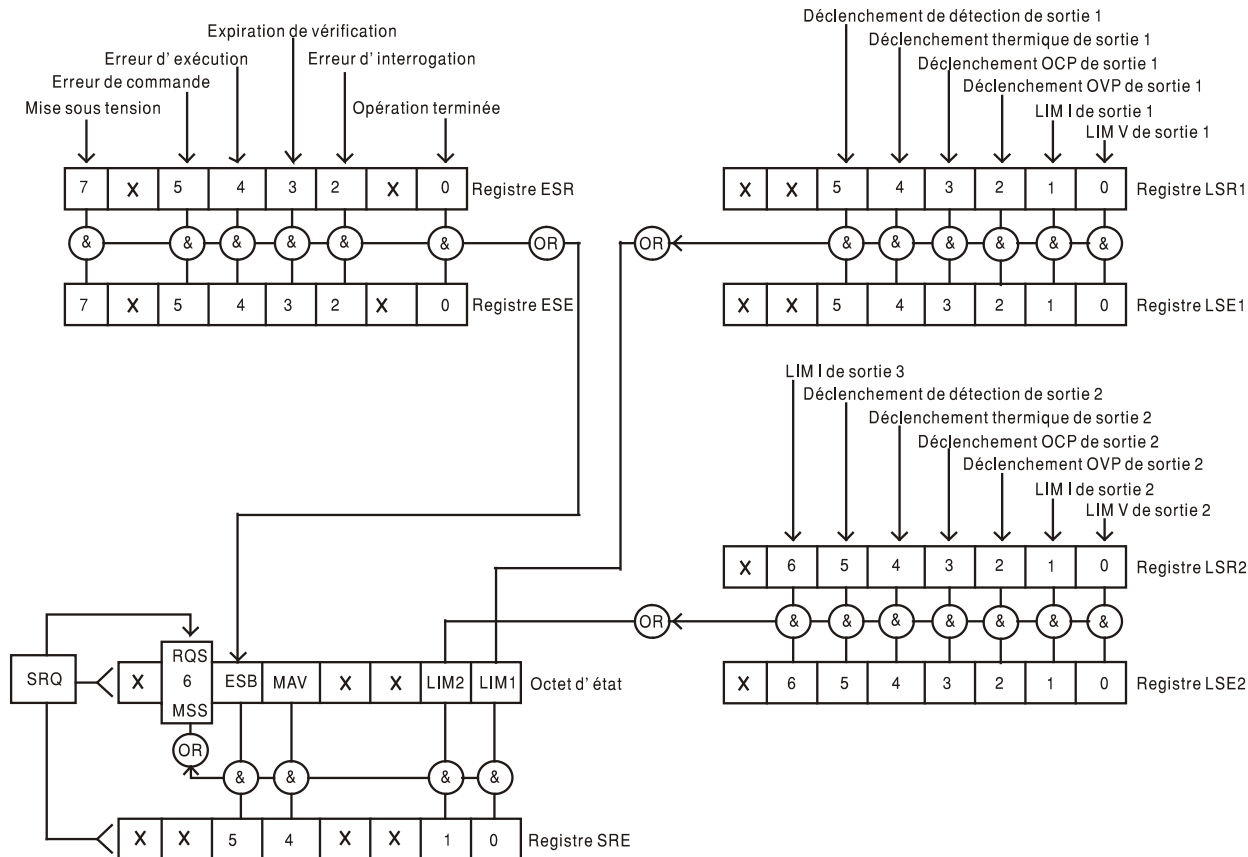 Expiration de vérification
Erreur d' exécution
Erreur d' interrogation
Erreur de commande
Mise sous tension
Opération terminée
7 X 5 4 3 2 X 0 Registre ESR
& & & & & & OR
7 X 5 4 3 2 X 0 Registre ESE
Déclenchement de détection de sortie 1
Déclenchement thermique de sortie 1
Déclenchement OCP de sortie 1
Déclenchement OVP de sortie 1
LIM I de sortie 1
LIM V de sortie 1
X X 5 4 3 2 1 0 Registre LSR1
OR & & & & & &
X X 5 4 3 2 1 0 Registre LSE1
LIM I de sortie 3
Déclenchement de détection de sortie 2
Déclenchement thermique de sortie 2
Déclenchement OCP de sortie 2
Déclenchement OVP de sortie 2
LIM I de sortie 2
LIM V de sortie 2
X 6 5 4 3 2 1 0 Registre LSR2
OR & & & & & & &
X 6 5 4 3 2 1 0 Registre LSE2
RQS
SRQ X 6 ESB MAV X X LIM2 LIM1 Octet d' état
MSS
OR
& & & &
X X 5 4 X X 1 0 Registre SRE